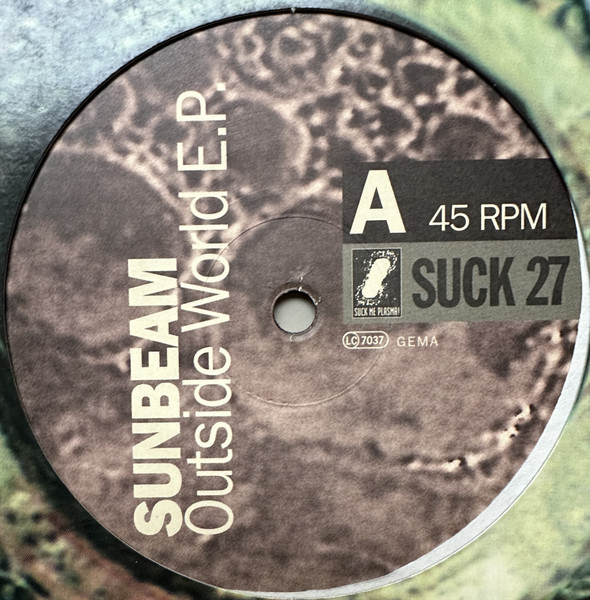 SUNBEAM
Outside World E.P.
A 45 RPM
SUCK ME PLASMA!
SUCK 27
LC 7037 GEMA